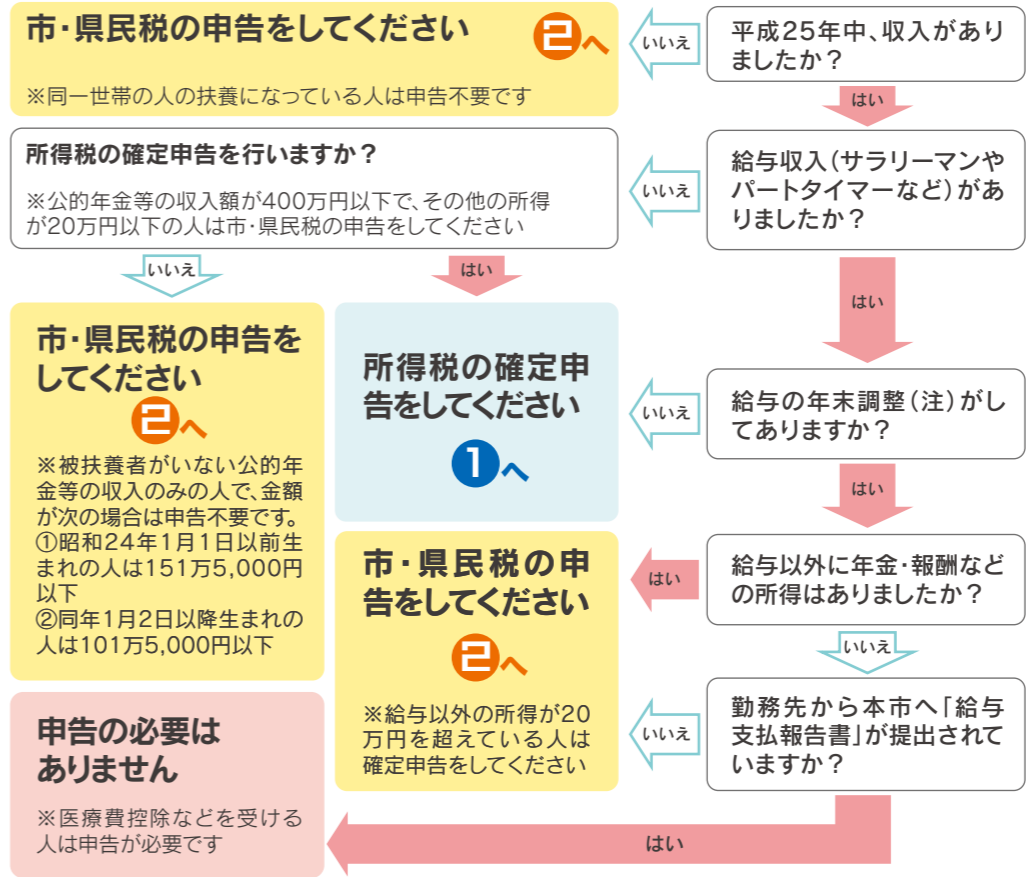 市・県民税の申告をしてください
2へ
※同一世帯の人の扶養になっている人は申告不要です
いいえ
平成25年中、収入があり
ましたか？
はい
所得税の確定申告を行いますか？
※公的年金等の収入額が400万円以下で、その他の所得
が20万円以下の人は市・県民税の申告をしてください
いいえ
給与収入（サラリーマンや
パートタイマーなど）があ
りましたか？
いいえ
はい
はい
市・県民税の申告を
してください
2へ
※被扶養者がいない公的年
金等の収入のみの人で、金額
が次の場合は申告不要です。
①昭和24年1月1日以前生
まれの人は151万5,000円
以下
②同年1月2日以降生まれの
人は101万5,000円以下
所得税の確定申
告をしてください
1へ
いいえ
給与の年末調整（注）がし
てありますか？
はい
市・県民税の申
告をしてください
2へ
※給与以外の所得が20
万円を超えている人は
確定申告をしてください
はい
給与以外に年金・報酬など
の所得はありましたか？
いいえ
いいえ
勤務先から本市へ「給与
支払報告書」が提出されて
いますか？
はい
申告の必要は
ありません
※医療費控除などを受ける
人は申告が必要です